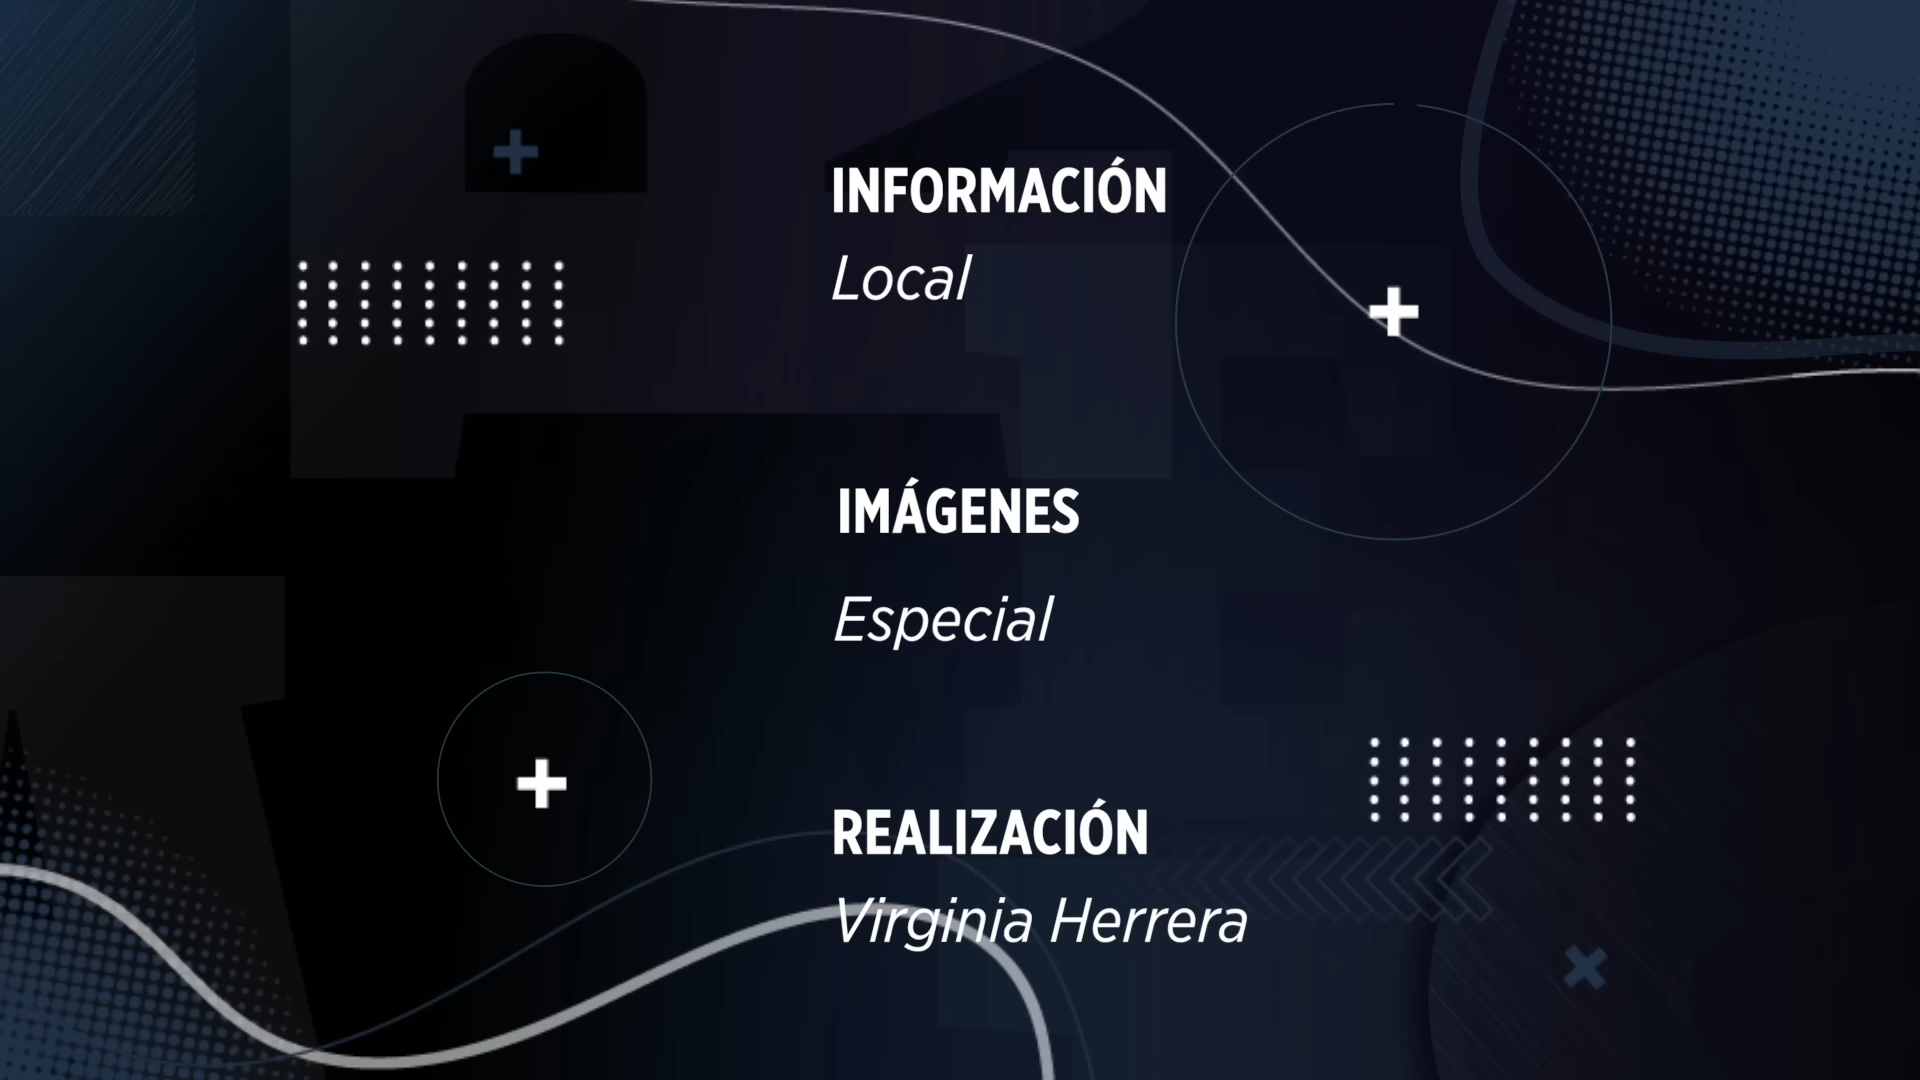 INFORMACIÓN
Local
IMÁGENES
Especial
REALIZACIÓN
Virginia Herrera